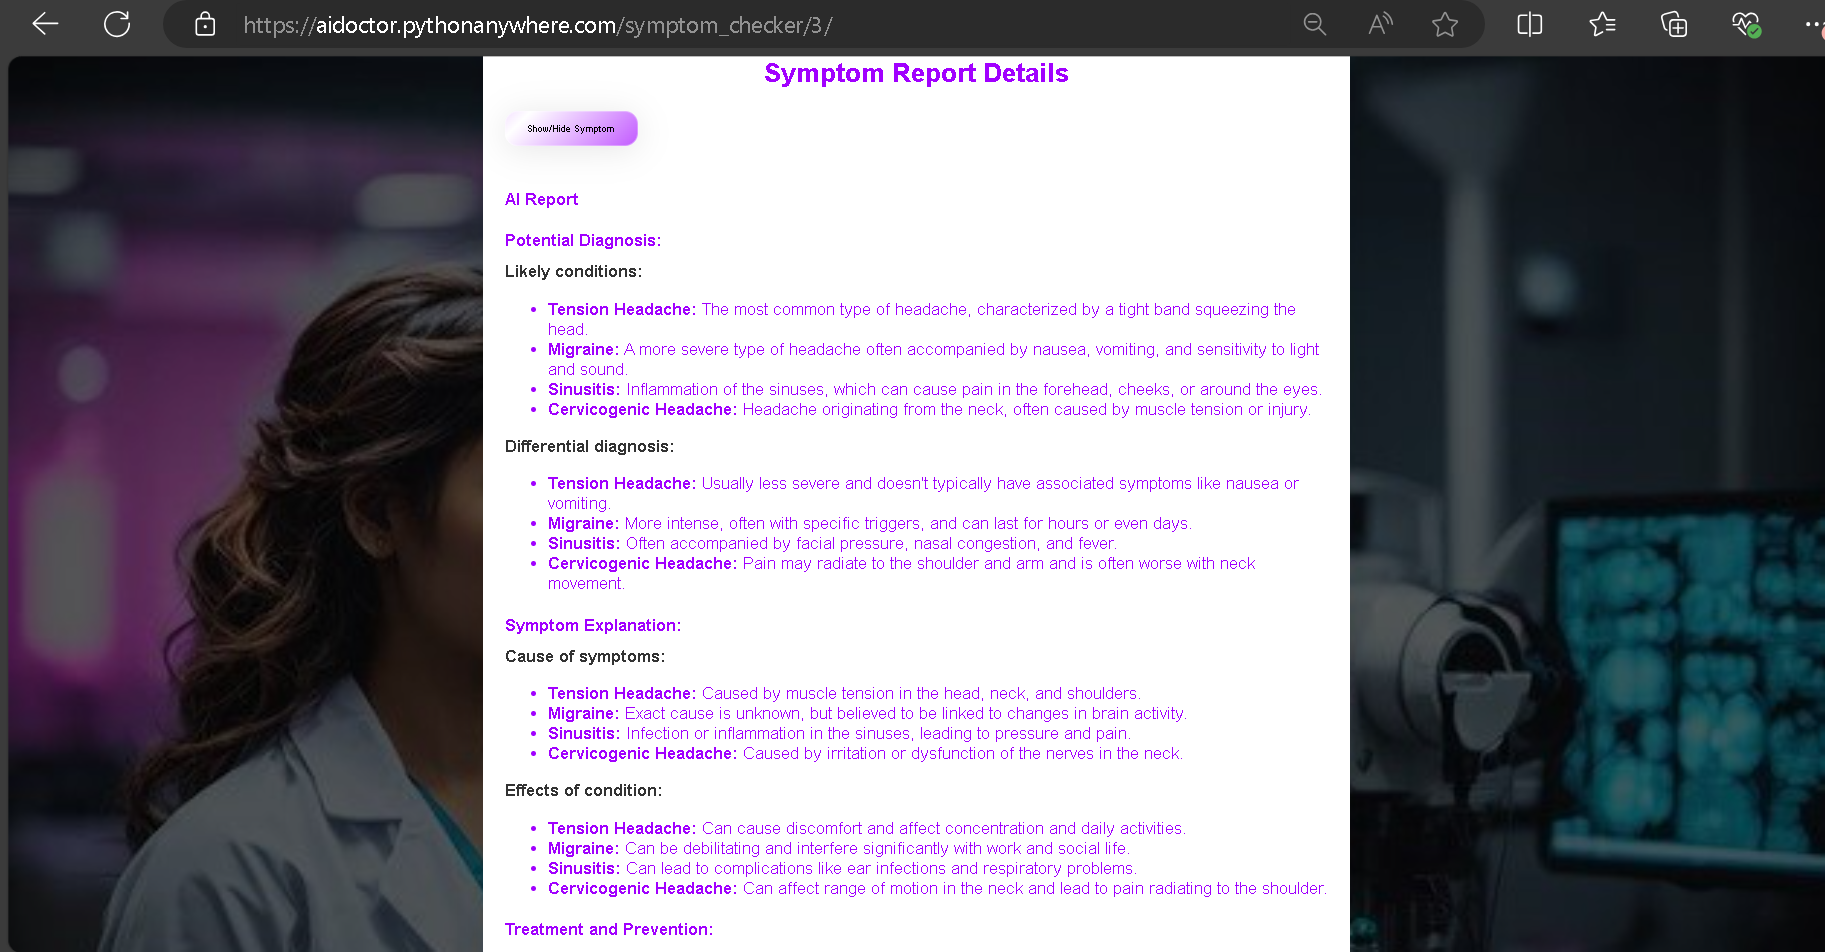 https://aidoctor.pythonanywhere.com/symptom_checker/3/
Symptom Report Details
Show/Hide Symptom
AI Report
Potential Diagnosis:
Likely conditions:
• Tension Headache: The most common type of headache, characterized by a tight band squeezing the
head.
• Migraine: A more severe type of headache often accompanied by nausea, vomiting, and sensitivity to light
and sound.
• Sinusitis: Inflammation of the sinuses, which can cause pain in the forehead, cheeks, or around the eyes.
• Cervicogenic Headache: Headache originating from the neck, often caused by muscle tension or injury.
Differential diagnosis:
• Tension Headache: Usually less severe and doesn't typically have associated symptoms like nausea or
vomiting.
• Migraine: More intense, often with specific triggers, and can last for hours or even days.
• Sinusitis: Often accompanied by facial pressure, nasal congestion, and fever.
• Cervicogenic Headache: Pain may radiate to the shoulder and arm and is often worse with neck
movement.
Symptom Explanation:
Cause of symptoms:
• Tension Headache: Caused by muscle tension in the head, neck, and shoulders.
• Migraine: Exact cause is unknown, but believed to be linked to changes in brain activity.
• Sinusitis: Infection or inflammation in the sinuses, leading to pressure and pain.
• Cervicogenic Headache: Caused by irritation or dysfunction of the nerves in the neck.
Effects of condition:
• Tension Headache: Can cause discomfort and affect concentration and daily activities.
• Migraine: Can be debilitating and interfere significantly with work and social life.
• Sinusitis: Can lead to complications like ear infections and respiratory problems.
• Cervicogenic Headache: Can affect range of motion in the neck and lead to pain radiating to the shoulder.
Treatment and Prevention: